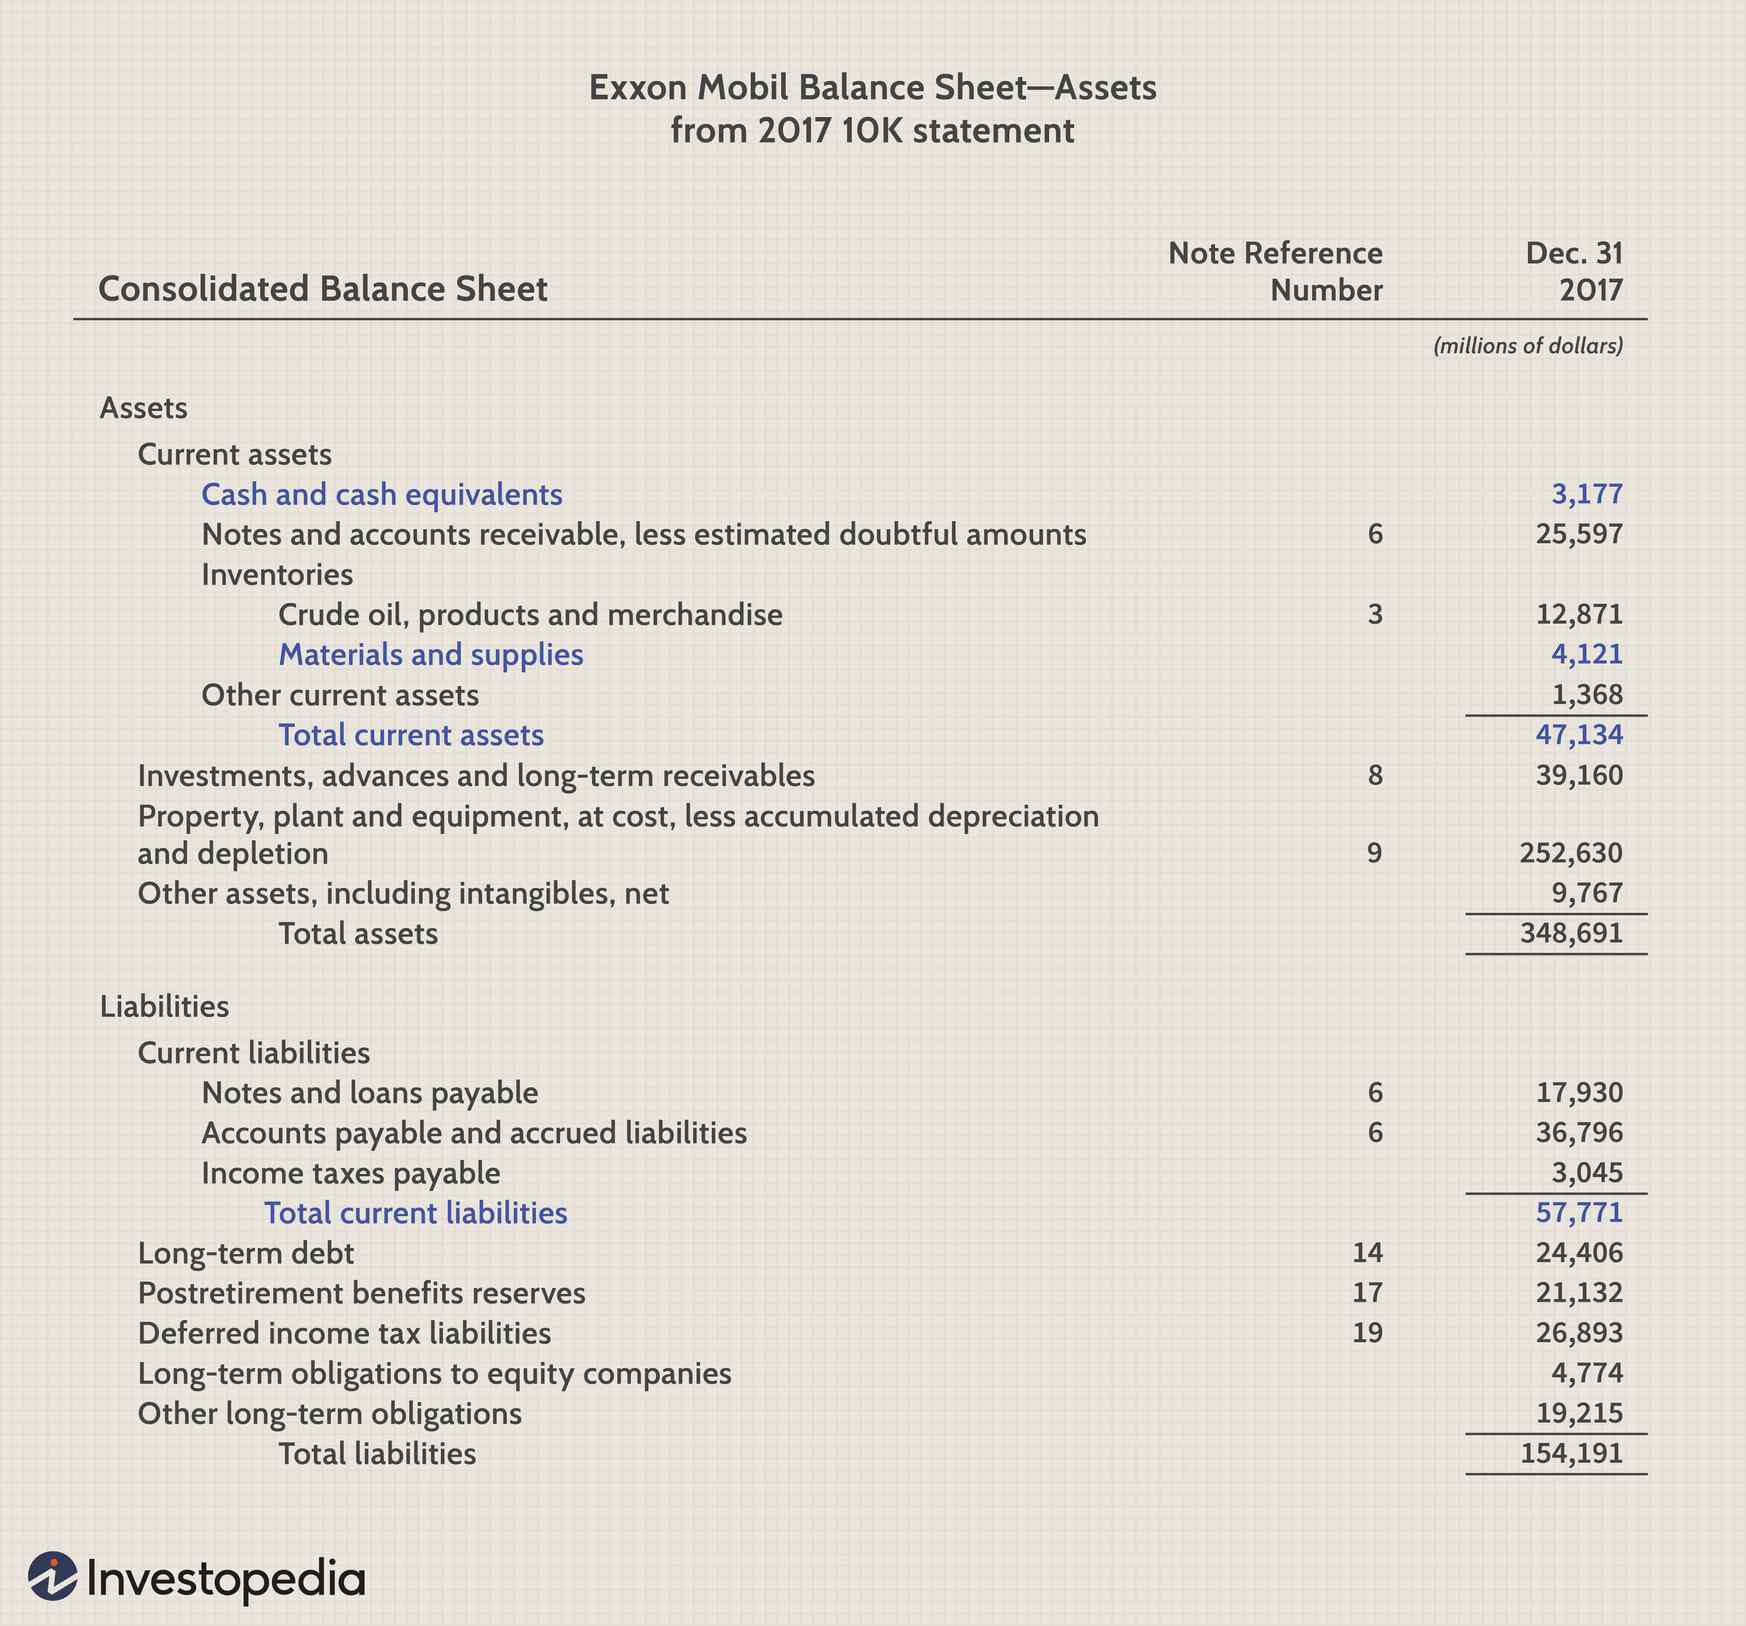 Exxon Mobil Balance Sheet—Assets
from 2017 10K statement
Consolidated Balance Sheet Note Reference Number Dec. 31 2017
(millions of dollars)
Assets
Current assets
Cash and cash equivalents 3,177
Notes and accounts receivable, less estimated doubtful amounts 6 25,597
Inventories
Crude oil, products and merchandise 3 12,871
Materials and supplies 4,121
Other current assets 1,368
Total current assets 47,134
Investments, advances and long-term receivables 8 39,160
Property, plant and equipment, at cost, less accumulated depreciation
and depletion 9 252,630
Other assets, including intangibles, net 9,767
Total assets 348,691
Liabilities
Current liabilities
Notes and loans payable 6 17,930
Accounts payable and accrued liabilities 6 36,796
Income taxes payable 3,045
Total current liabilities 57,771
Long-term debt 14 24,406
Postretirement benefits reserves 17 21,132
Deferred income tax liabilities 19 26,893
Long-term obligations to equity companies 4,774
Other long-term obligations 19,215
Total liabilities 154,191
Investopedia